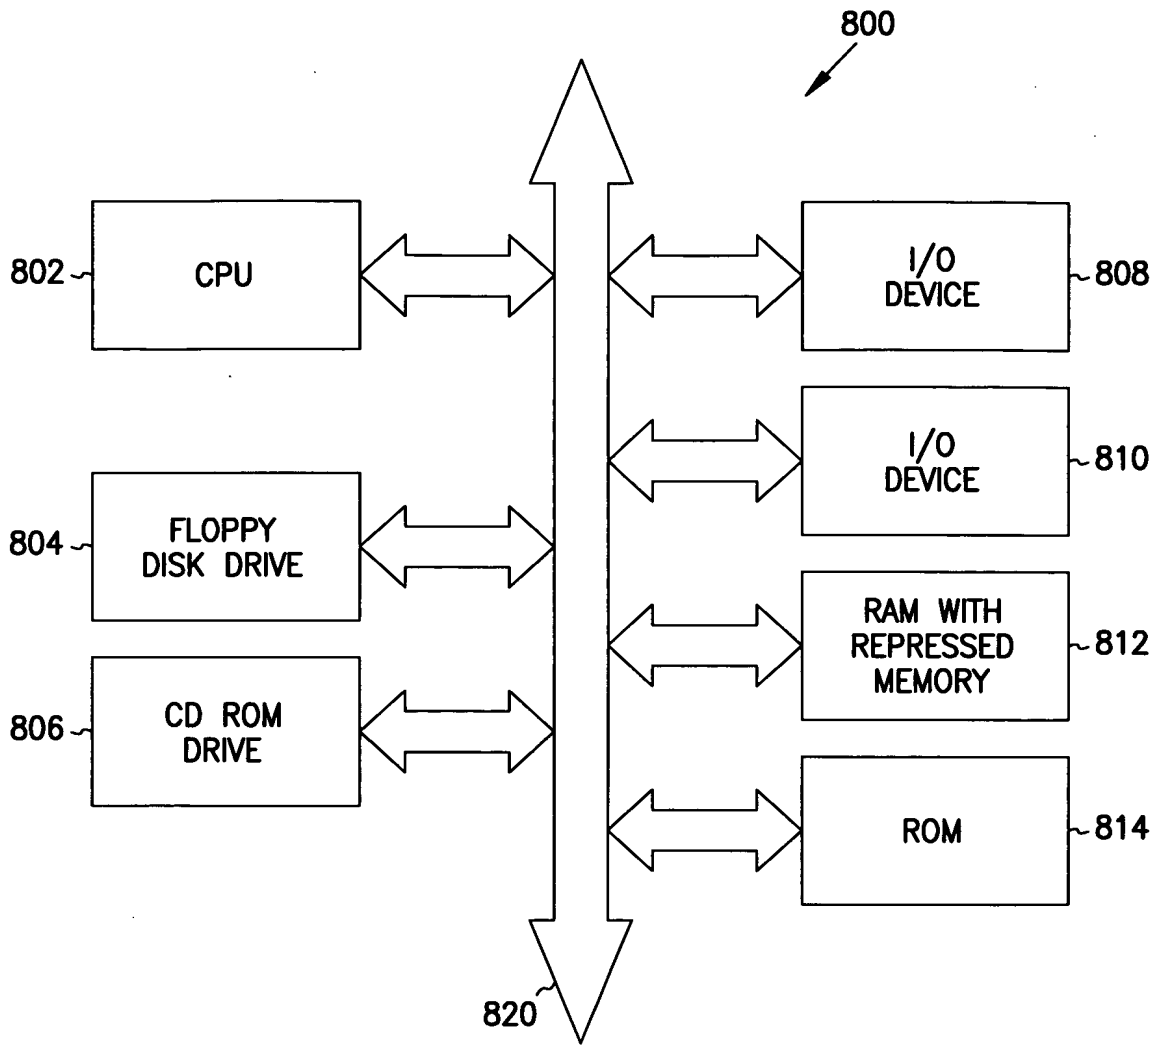 800
802
CPU
I/O
DEVICE
808
I/O
DEVICE
810
804
FLOPPY
DISK DRIVE
RAM WITH
REPRESSED
MEMORY
812
806
CD ROM
DRIVE
ROM
814
820